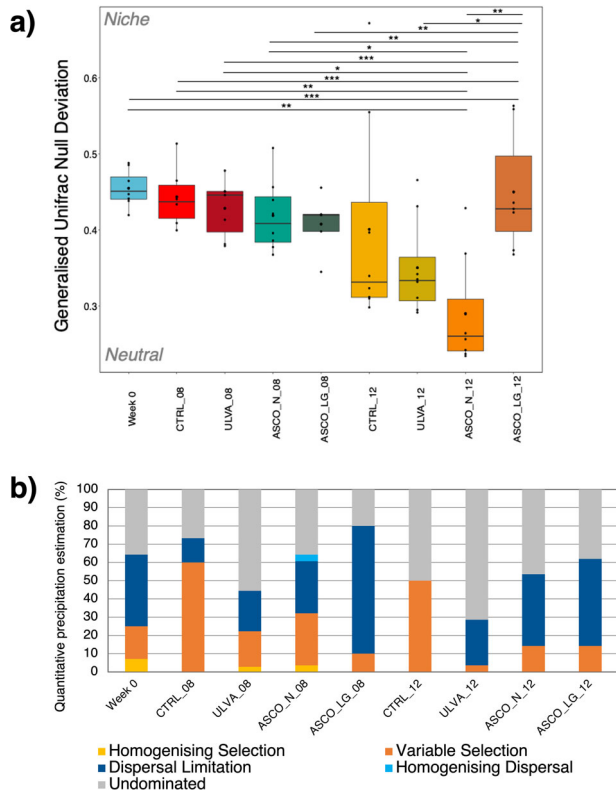 a)
Niche
**
*
**
**
*
***
*
***
**
***
**
Generalised Unifrac Null Deviation
0.6
0.5
0.4
0.3
Neutral
Week 0
CTRL_08
ULVA_08
ASCO_N_08
ASCO_LG_08
CTRL_12
ULVA_12
ASCO_N_12
ASCO_LG_12
b)
Quantitative precipitation estimation (%)
100
90
80
70
60
50
40
30
20
10
0
Week 0
CTRL_08
ULVA_08
ASCO_N_08
ASCO_LG_08
CTRL_12
ULVA_12
ASCO_N_12
ASCO_LG_12
Homogenising Selection
Variable Selection
Dispersal Limitation
Homogenising Dispersal
Undominated